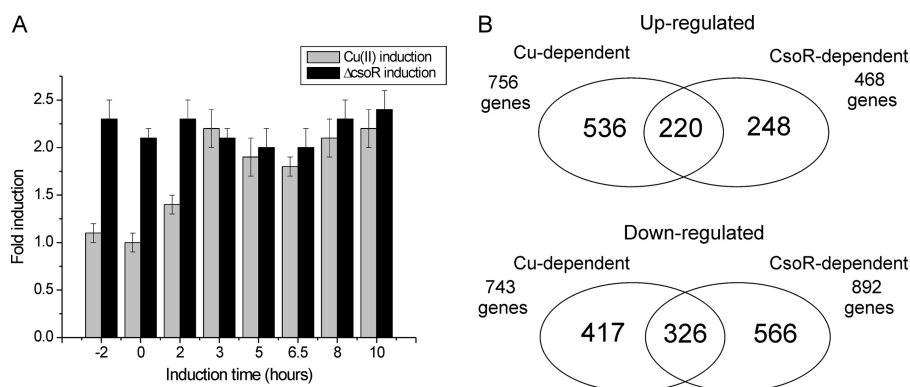 A
Cu(II) induction
ΔcsoR induction
Fold induction
2.5
2.0
1.5
1.0
0.5
0.0
-2 0 2 3 5 6.5 8 10
Induction time (hours)
B
Up-regulated
Cu-dependent
CsoR-dependent
756
genes
468
genes
536 220 248
Down-regulated
Cu-dependent
CsoR-dependent
743
genes
892
genes
417 326 566